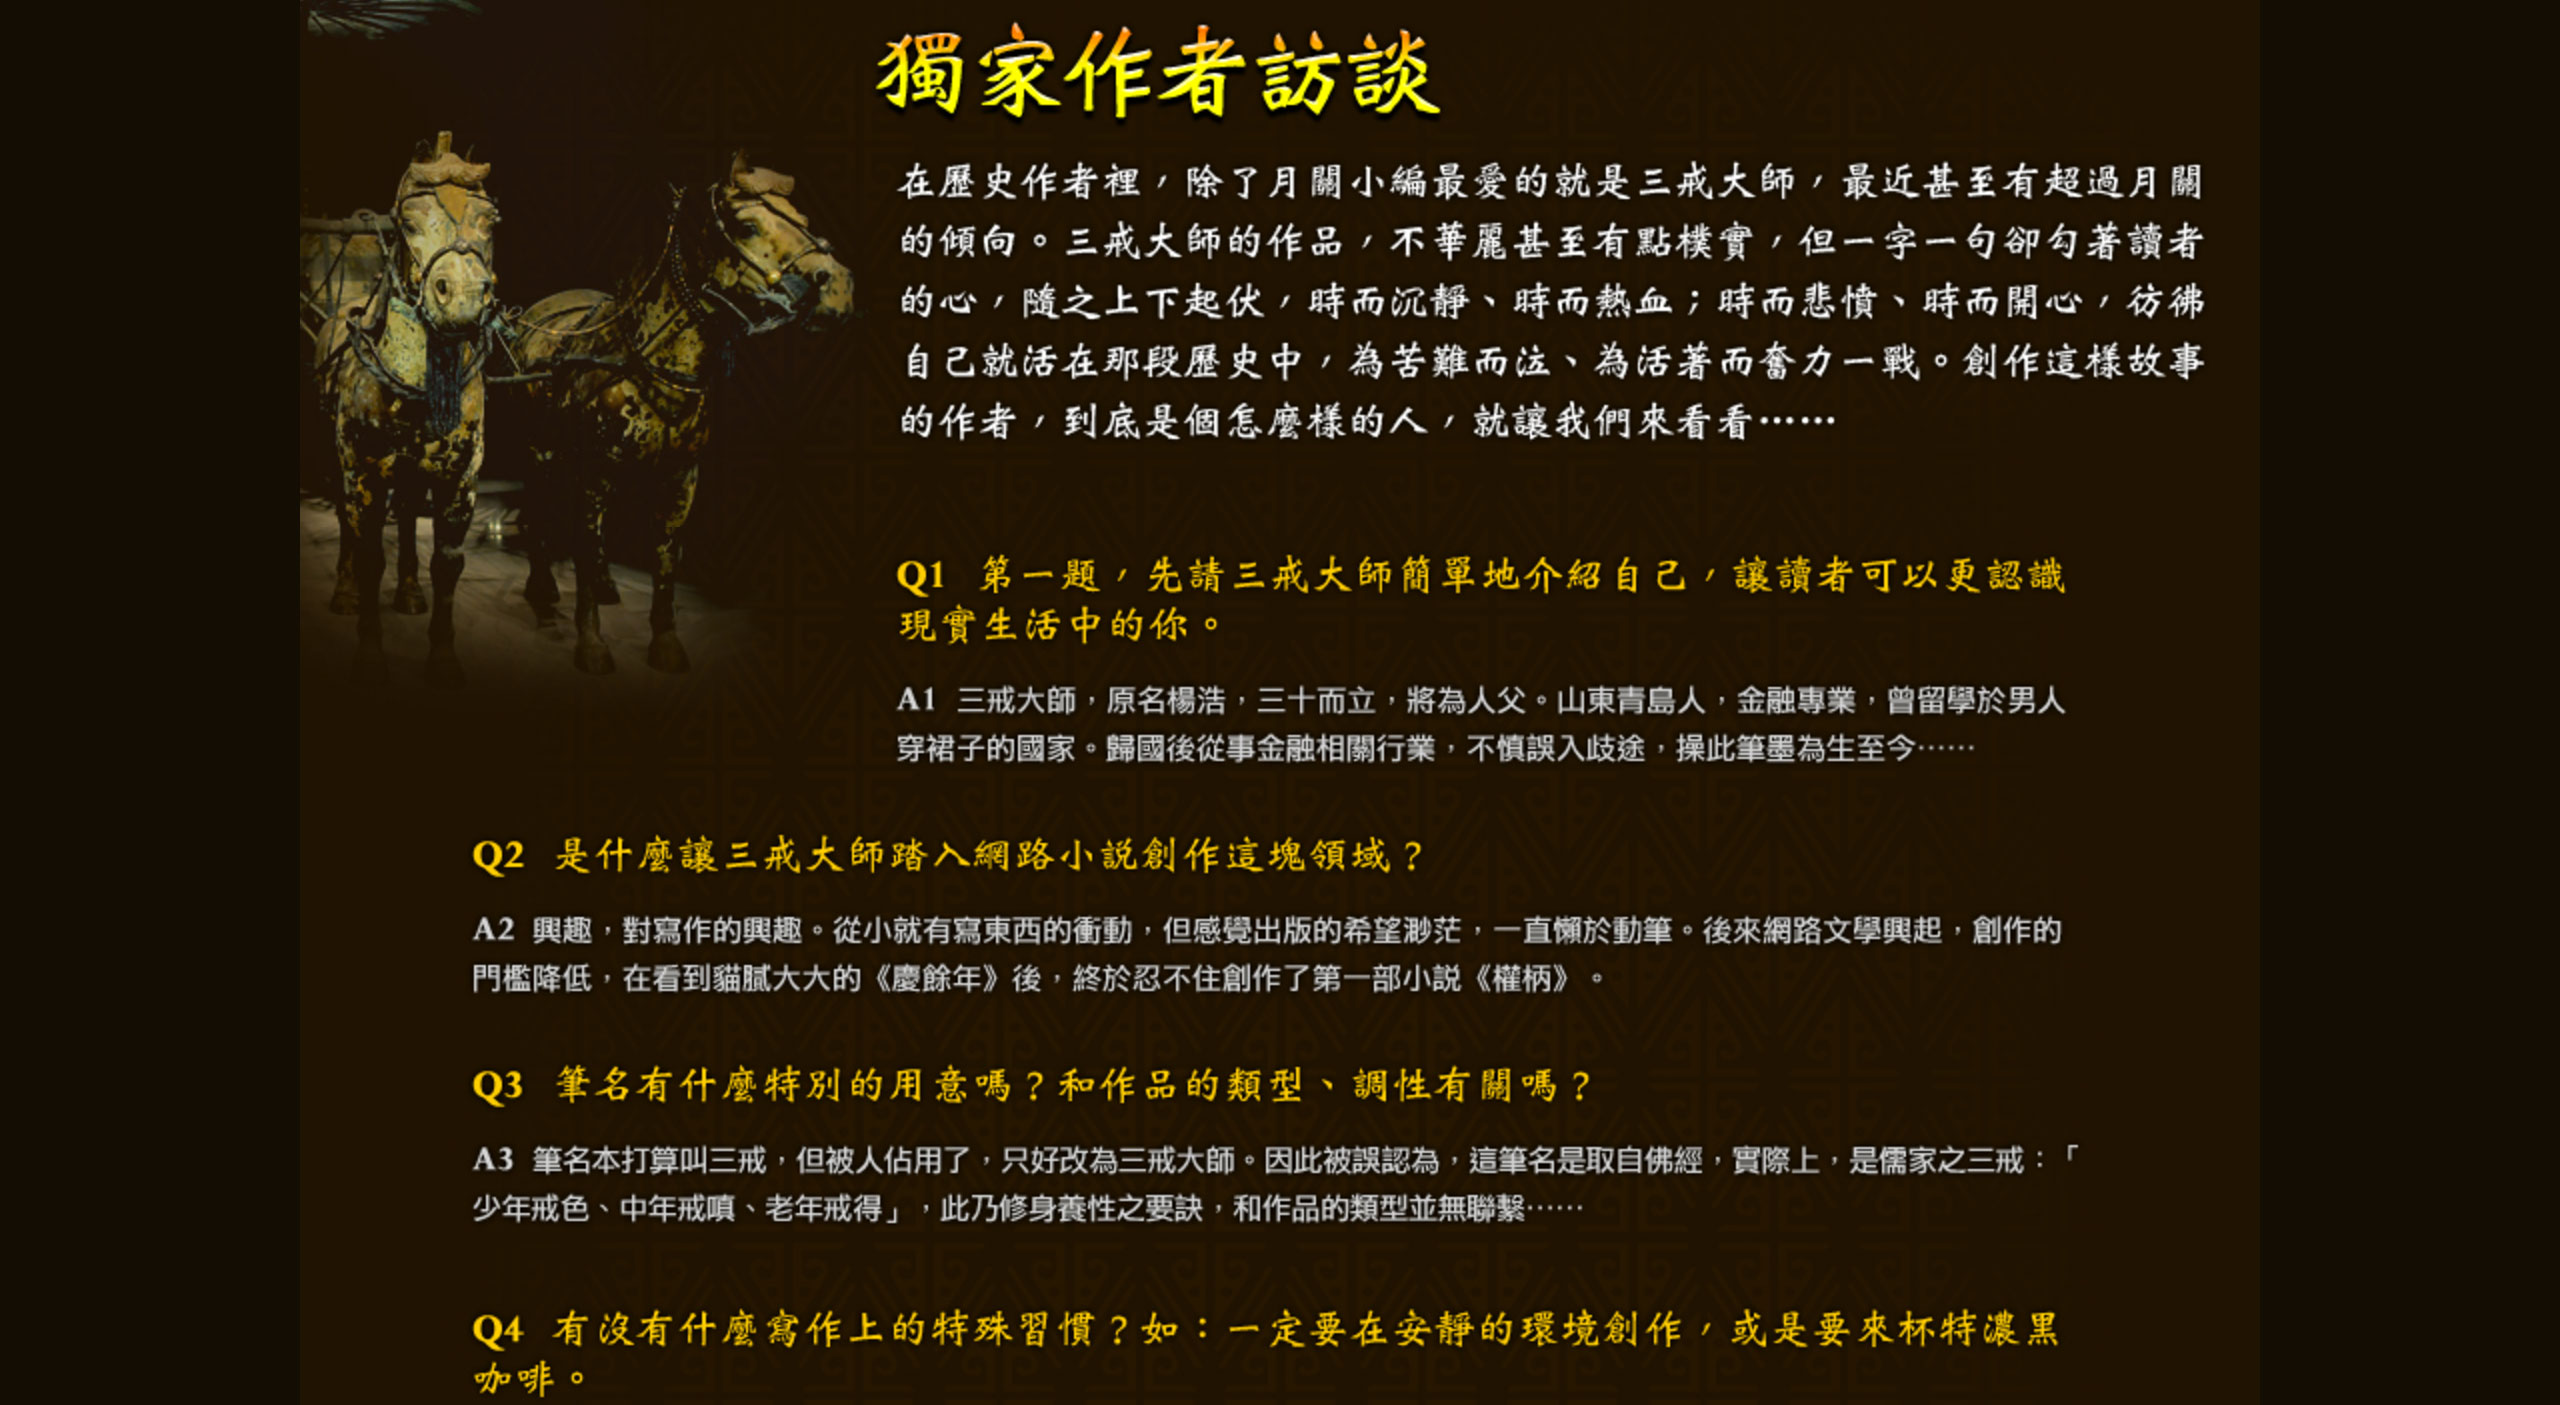 獨家作者訪談
在歷史作者裡，除了月關小編最愛的就是三戒大師，最近甚至有超過月關
的傾向。三戒大師的作品，不華麗甚至有點樸實，但一字一句卻勾著讀者
的心，隨之上下起伏，時而沉靜、時而熱血；時而悲憤、時而開心，彷彿
自己就活在那段歷史中，為苦難而泣、為活著而奮力一戰。創作這樣故事
的作者，到底是個怎麼樣的人，就讓我們來看看……
Q1 第一題，先請三戒大師簡單地介紹自己，讓讀者可以更認識
現實生活中的你。
A1 三戒大師，原名楊浩，三十而立，將為人父。山東青島人，金融專業，曾留學於男人
穿裙子的國家。歸國後從事金融相關行業，不慎誤入歧途，操此筆墨為生至今……
Q2 是什麼讓三戒大師踏入網路小說創作這塊領域？
A2 興趣，對寫作的興趣。從小就有寫東西的衝動，但感覺出版的希望渺茫，一直懶於動筆。後來網路文學興起，創作的
門檻降低，在看到貓膩大大的《慶餘年》後，終於忍不住創作了第一部小說《權柄》。
Q3 筆名有什麼特別的用意嗎？和作品的類型、調性有關嗎？
A3 筆名本打算叫三戒，但被人佔用了，只好改為三戒大師。因此被誤認為，這筆名是取自佛經，實際上，是儒家之三戒：「
少年戒色、中年戒嗔、老年戒得」，此乃修身養性之要訣，和作品的類型並無聯繫……
Q4 有沒有什麼寫作上的特殊習慣？如：一定要在安靜的環境創作，或是要來杯特濃黑
咖啡。